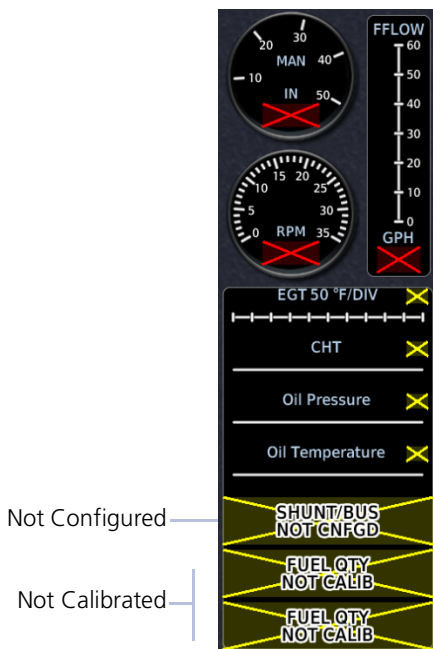 FFLOW
60
50
40
30
20
10
0
GPH
10
20
30
40
50
MAN
IN
0
5
10
15
20
25
30
35
RPM
EGT 50 °F/DIV
CHT
Oil Pressure
Oil Temperature
Not Configured
SHUNT/BUS
NOT CNFGD
Not Calibrated
FUEL QTY
NOT CALIB
FUEL QTY
NOT CALIB